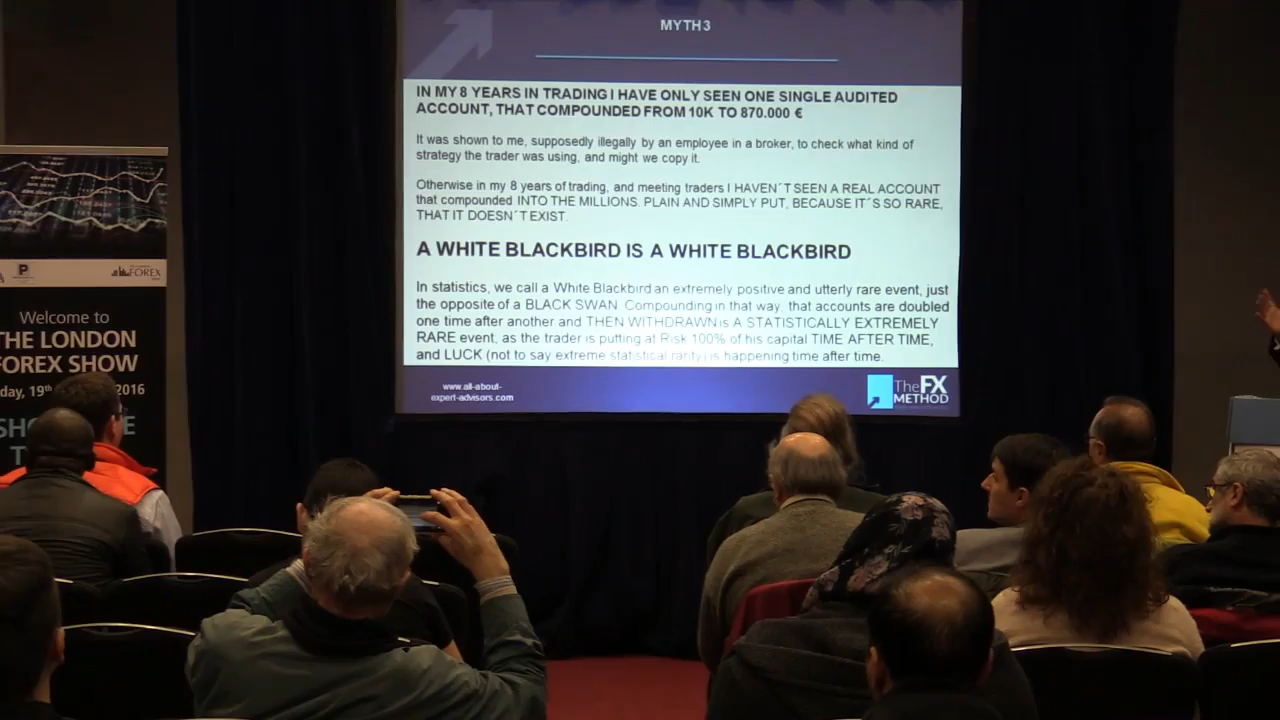 MYTH 3
IN MY 8 YEARS IN TRADING I HAVE ONLY SEEN ONE SINGLE AUDITED
ACCOUNT, THAT COMPOUNDED FROM 10K TO 870.000 €
It was shown to me, supposedly illegally by an employee in a broker, to check what kind of
strategy the trader was using, and might we copy it.
Otherwise in my 8 years of trading, and meeting traders I HAVEN´T SEEN A REAL ACCOUNT
that compounded INTO THE MILLIONS. PLAIN AND SIMPLY PUT, BECAUSE IT´S SO RARE,
THAT IT DOESN´T EXIST.
A WHITE BLACKBIRD IS A WHITE BLACKBIRD
In statistics, we call a White Blackbird an extremely positive and utterly rare event, just
the opposite of a BLACK SWAN. Compounding in that way, that accounts are doubled
one time after another and THEN WITHDRAWN is A STATISTICALLY EXTREMELY
RARE event, as the trader is putting at Risk 100% of his capital TIME AFTER TIME,
and LUCK (not to say extreme statistical rarity) is happening time after time.
www.all-about-
expert-advisors.com
The FX
METHOD
P
FOREX
Welcome to
THE LONDON
FOREX SHOW
day, 19th 2016